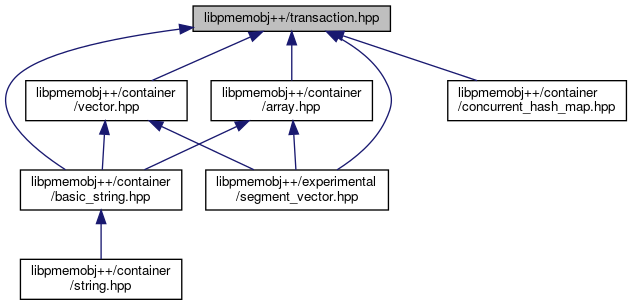 libpmemobj++/transaction.hpp
libpmemobj++/container
/vector.hpp
libpmemobj++/container
/array.hpp
libpmemobj++/container
/concurrent_hash_map.hpp
libpmemobj++/container
/basic_string.hpp
libpmemobj++/experimental
/segment_vector.hpp
libpmemobj++/container
/string.hpp